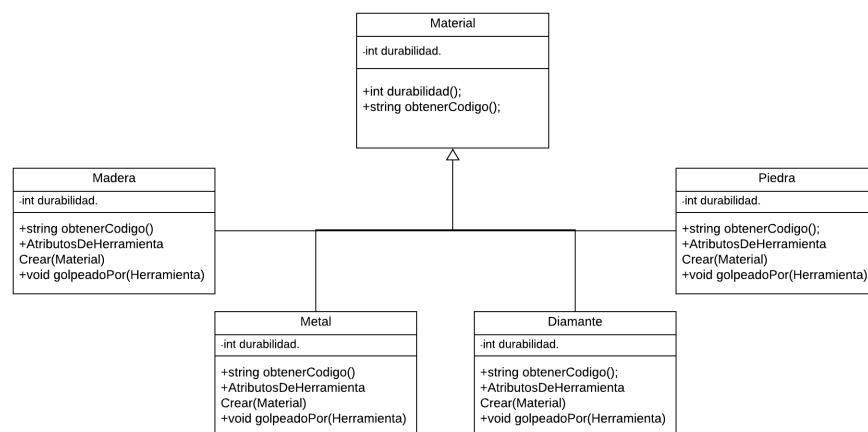 Material
-int durabilidad.
+int durabilidad();
+string obtenerCodigo();
Madera
-int durabilidad.
+string obtenerCodigo()
+AtributosDeHerramienta
Crear(Material)
+void golpeadoPor(Herramienta)
Piedra
-int durabilidad.
+string obtenerCodigo();
+AtributosDeHerramienta
Crear(Material)
+void golpeadoPor(Herramienta)
Metal
-int durabilidad.
+string obtenerCodigo()
+AtributosDeHerramienta
Crear(Material)
+void golpeadoPor(Herramienta)
Diamante
-int durabilidad.
+string obtenerCodigo();
+AtributosDeHerramienta
Crear(Material)
+void golpeadoPor(Herramienta)